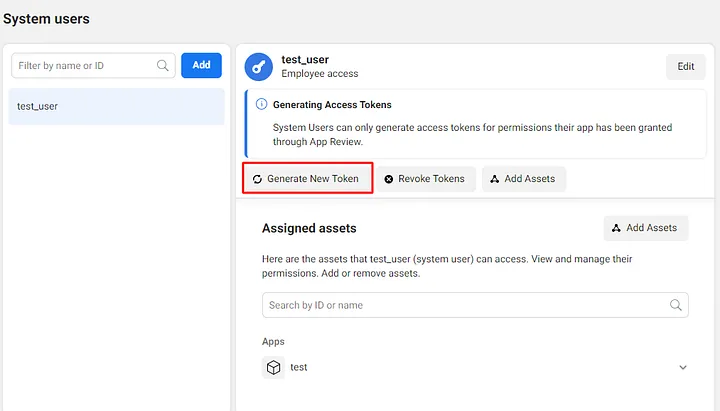 System users
Filter by name or ID
Add
test_user
test_user
Employee access
Edit
Generating Access Tokens
System Users can only generate access tokens for permissions their app has been granted
through App Review.
Generate New Token
Revoke Tokens
Add Assets
Assigned assets
Add Assets
Here are the assets that test_user (system user) can access. View and manage their
permissions. Add or remove assets.
Search by ID or name
Apps
test